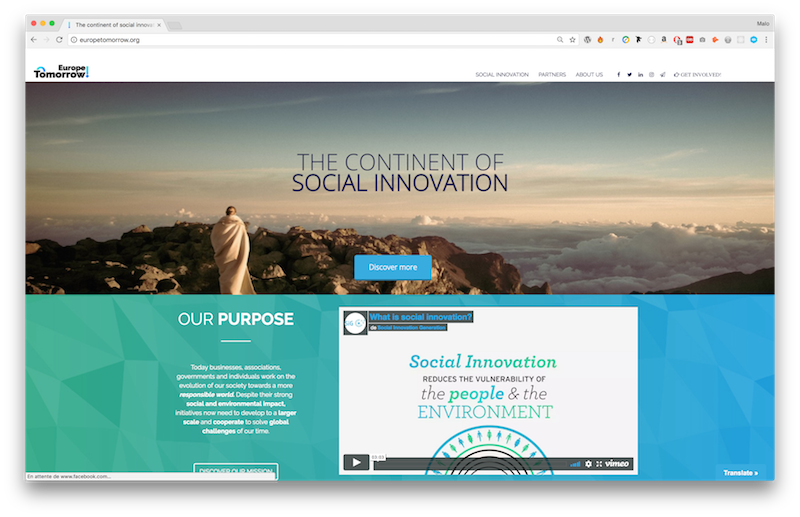 The continent of social innova
Malo
europetomorrow.org
Europe
Tomorrow!
SOCIAL INNOVATION
PARTNERS
ABOUT US
GET INVOLVED!
THE CONTINENT OF
SOCIAL INNOVATION
Discover more
OUR PURPOSE
Today businesses, associations,
governments and individuals work on the
evolution of our society towards a more
responsible world. Despite their strong
social and environmental impact,
initiatives now need to develop to a larger
scale and cooperate to solve global
challenges of our time.
DISCOVER OUR MISSION
What is social innovation?
de Social Innovation Generation
Social Innovation
REDUCES THE VULNERABILITY OF
the people & the
ENVIRONMENT
03:03
vimeo
Translate »
En attente de www.facebook.com...